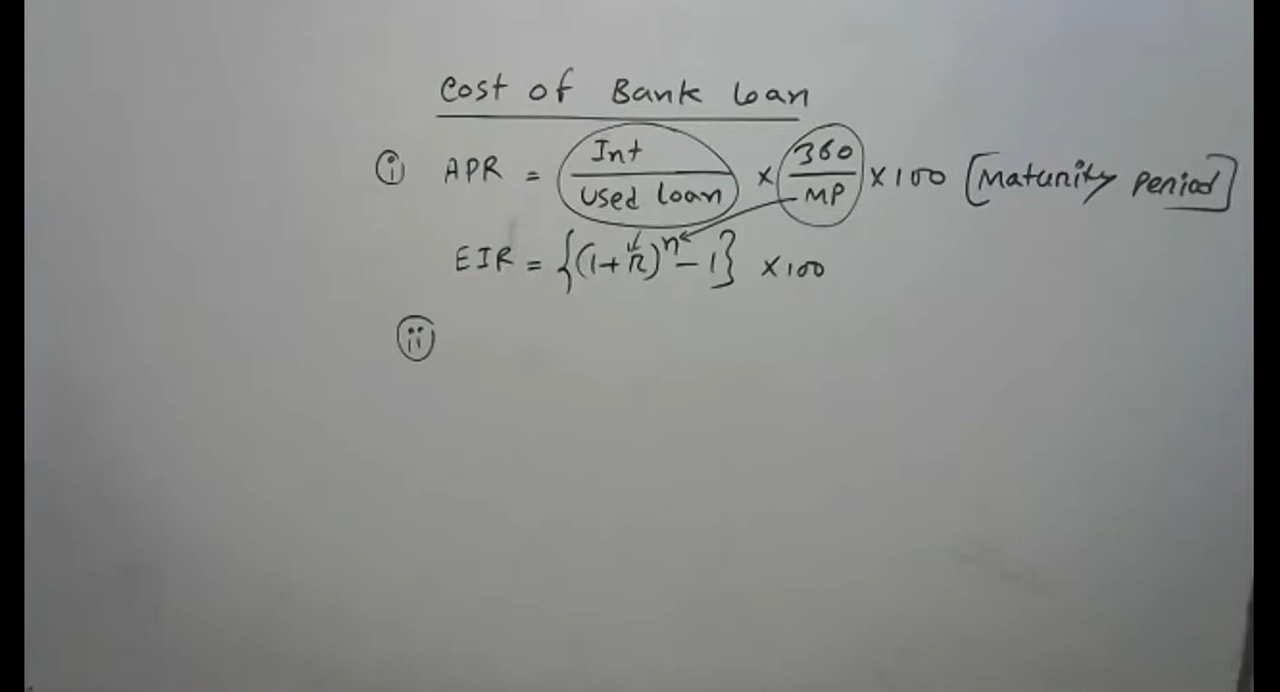 Cost of Bank Loan
(i) APR = Int / Used Loan × 360 / MP × 100 [Maturity period]
EIR = {(1+r)^n - 1} × 100
(ii)